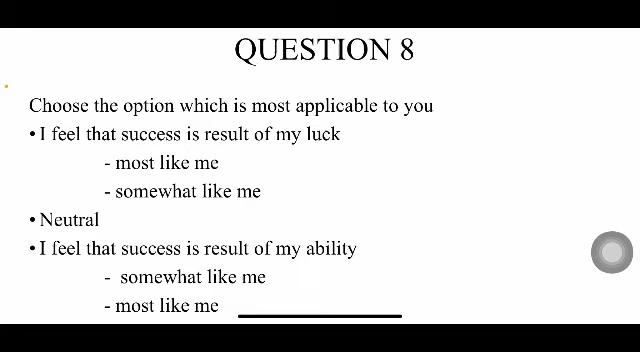 QUESTION 8
Choose the option which is most applicable to you
• I feel that success is result of my luck
- most like me
- somewhat like me
• Neutral
• I feel that success is result of my ability
- somewhat like me
- most like me